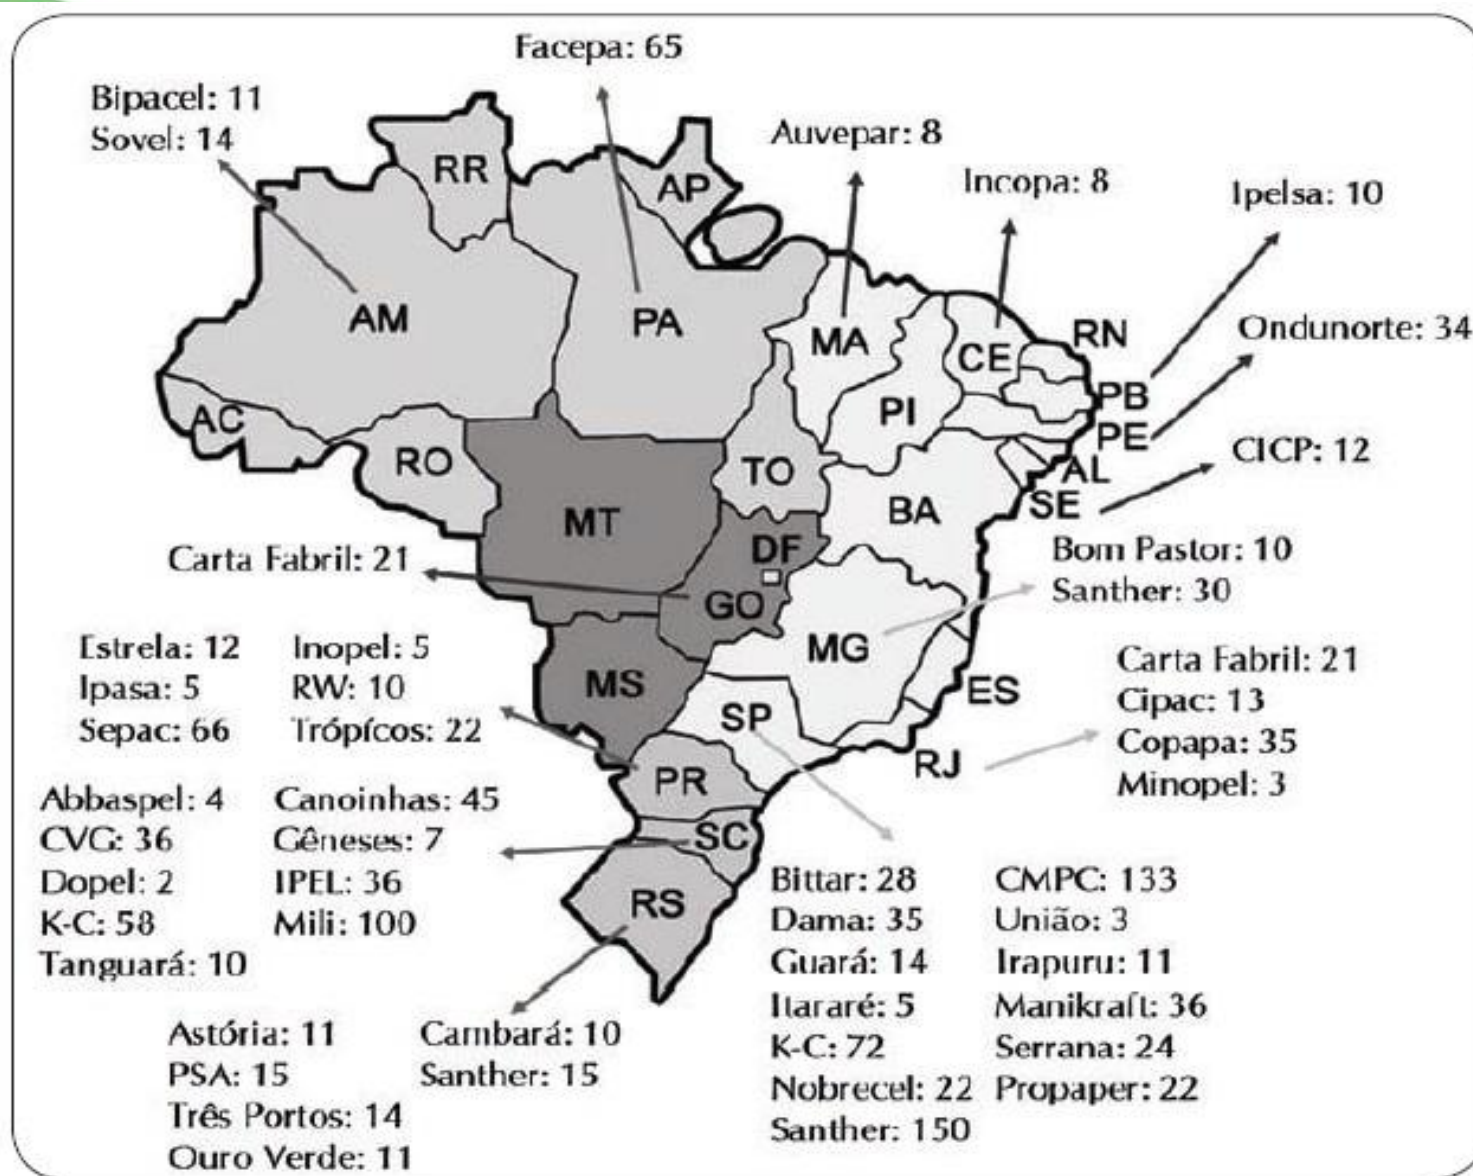 Facepa: 65
Bipacel: 11
Sovel: 14
Auvepar: 8
Incopa: 8
Ipelsa: 10
Ondunorte: 34
CICP: 12
RR
AP
AM
PA
MA
CE
RN
PB
PE
AL
SE
PI
AC
RO
TO
BA
MT
DF
GO
Carta Fabril: 21
Bom Pastor: 10
Santher: 30
MG
ES
MS
SP
RJ
PR
SC
RS
Estrela: 12 Inopel: 5
Ipasa: 5 RW: 10
Sepac: 66 Trópícos: 22
Carta Fabril: 21
Cipac: 13
Copapa: 35
Minopel: 3
Abbaspel: 4 Canoinhas: 45
CVG: 36 Gêneses: 7
Dopel: 2 IPEL: 36
K-C: 58 Mili: 100
Tanguará: 10
Bittar: 28 CMPC: 133
Dama: 35 União: 3
Guará: 14 Irapuru: 11
Itararé: 5 Manikraft: 36
K-C: 72 Serrana: 24
Nobrecel: 22 Propaper: 22
Santher: 150
Astória: 11 Cambará: 10
PSA: 15 Santher: 15
Três Portos: 14
Ouro Verde: 11